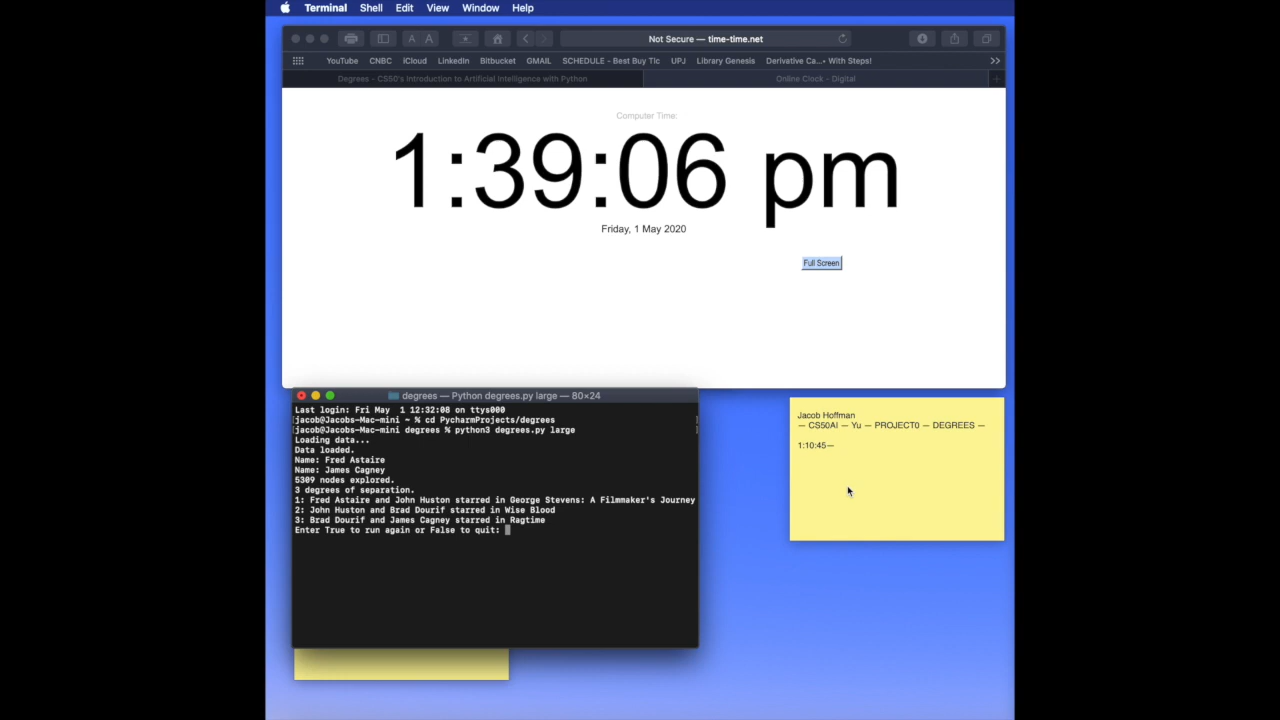 Terminal Shell Edit View Window Help
A A Not Secure — time-time.net
YouTube CNBC iCloud LinkedIn Bitbucket GMAIL SCHEDULE - Best Buy Tlc UPJ Library Genesis Derivative Ca...• With Steps! >>
Degrees - CS50's Introduction to Artificial Intelligence with Python Online Clock - Digital +
Computer Time:
1:39:06 pm
Friday, 1 May 2020
Full Screen
degrees — Python degrees.py large — 80×24
Last login: Fri May  1 12:32:08 on ttys000
[jacob@Jacobs-Mac-mini ~ % cd PycharmProjects/degrees ]
[jacob@Jacobs-Mac-mini degrees % python3 degrees.py large ]
Loading data...
Data loaded.
Name: Fred Astaire
Name: James Cagney
5309 nodes explored.
3 degrees of separation.
1: Fred Astaire and John Huston starred in George Stevens: A Filmmaker's Journey
2: John Huston and Brad Dourif starred in Wise Blood
3: Brad Dourif and James Cagney starred in Ragtime
Enter True to run again or False to quit:
Jacob Hoffman
— CS50AI — Yu — PROJECT0 — DEGREES —
1:10:45—